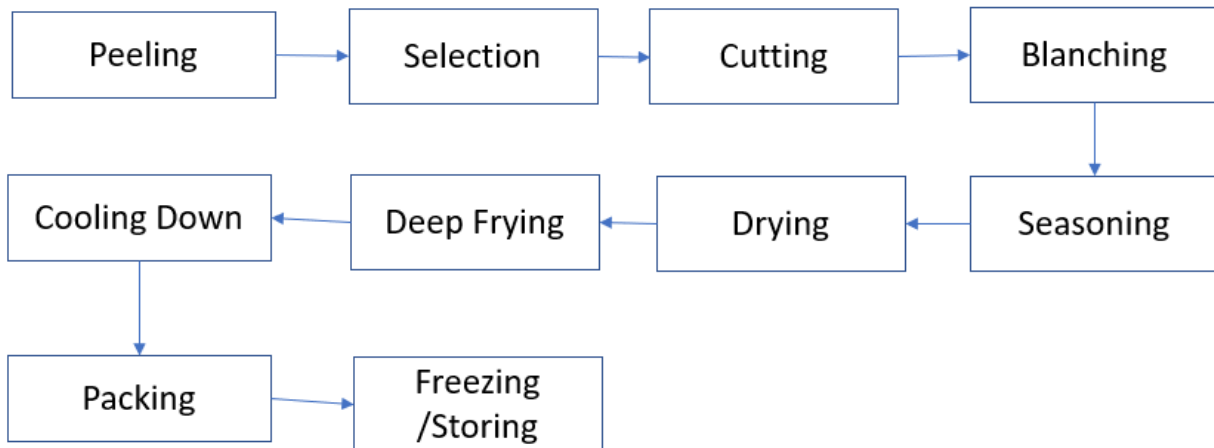 Peeling
Selection
Cutting
Blanching
Seasoning
Drying
Deep Frying
Cooling Down
Packing
Freezing
/Storing